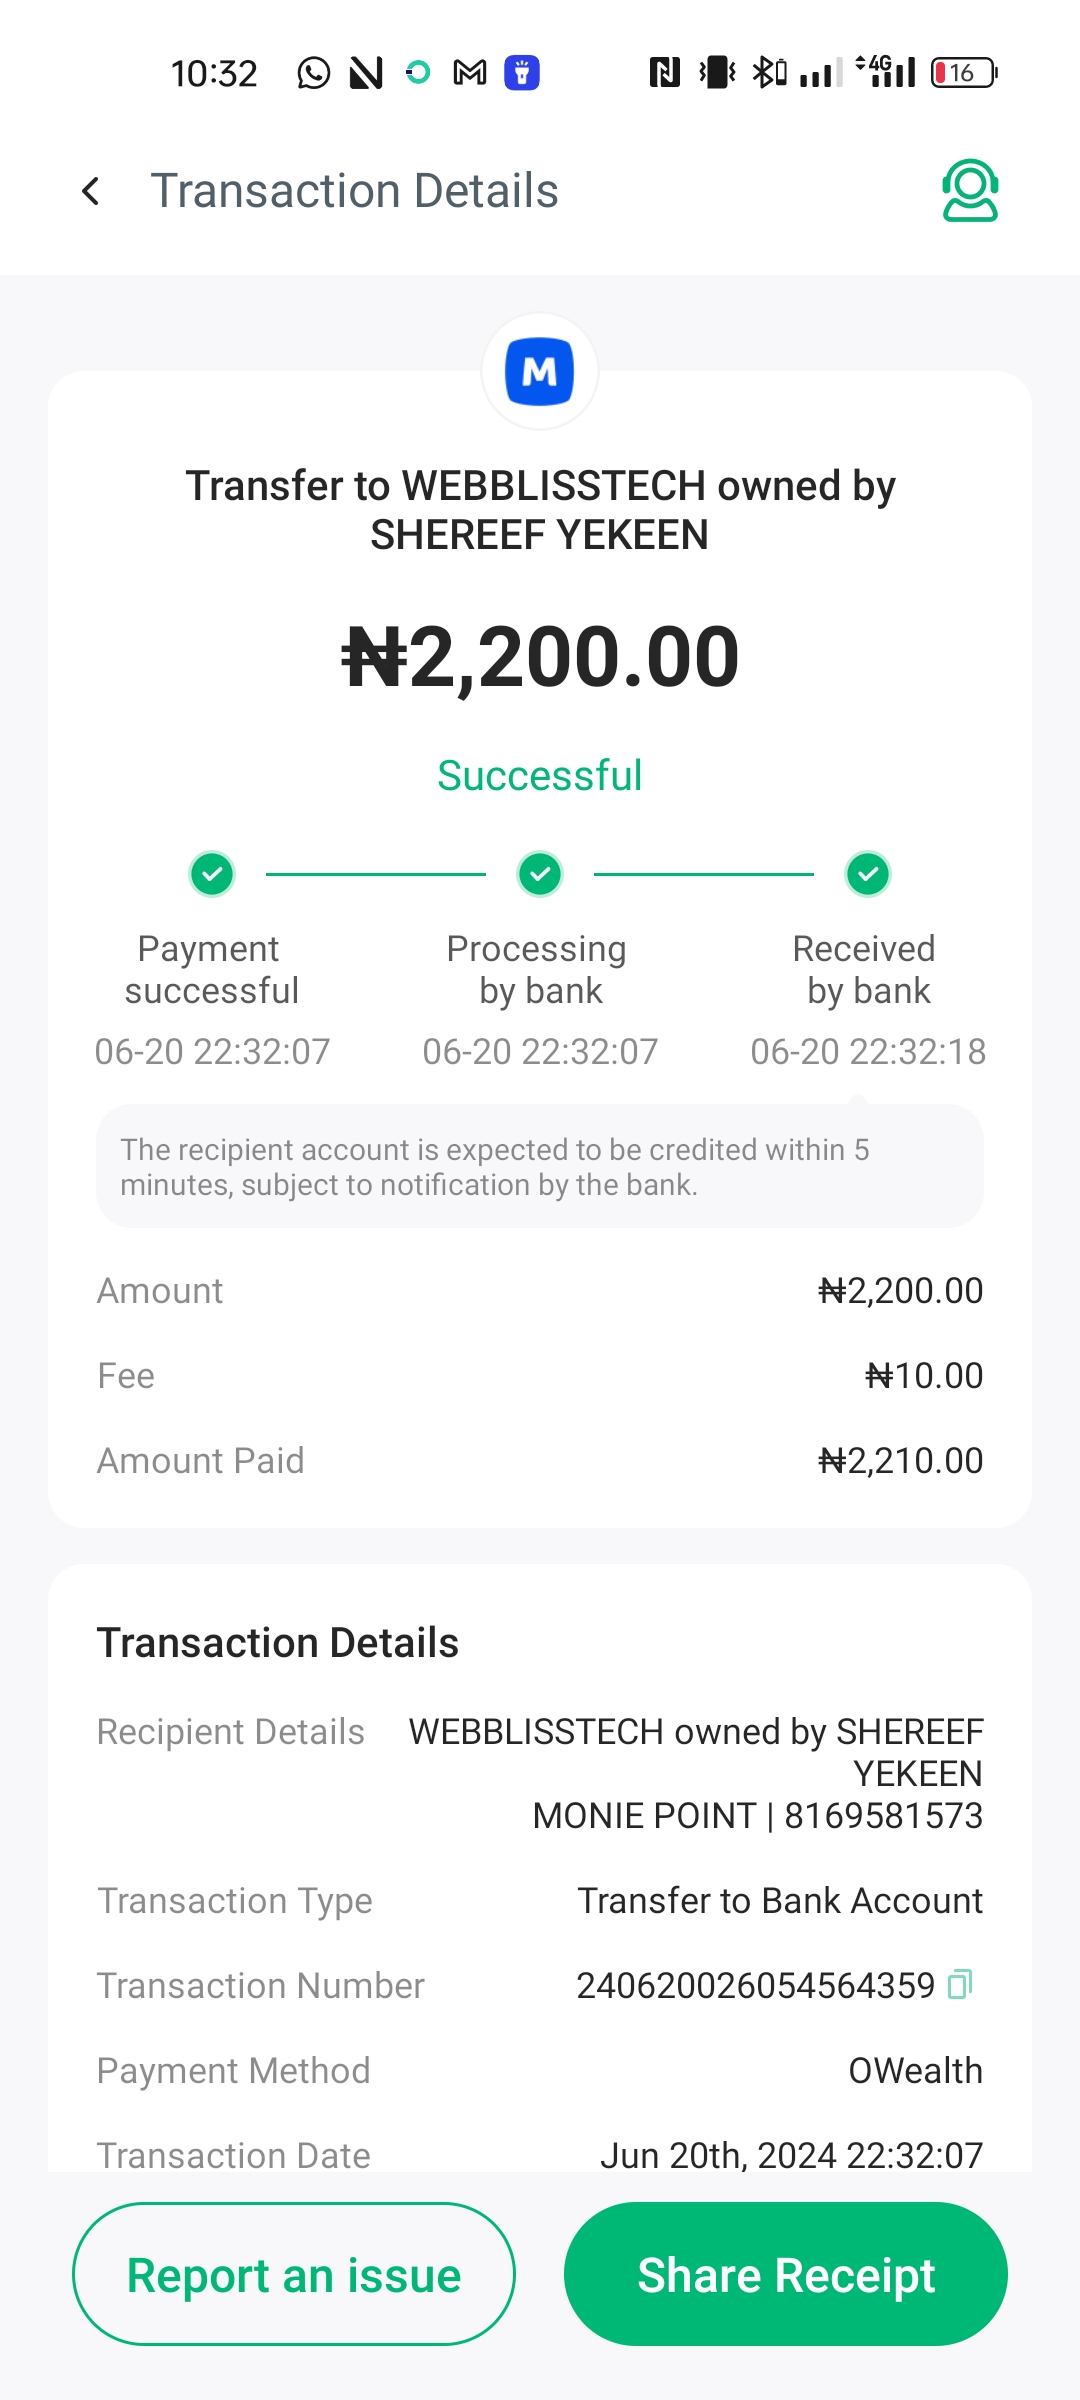 10:32
4G
16
Transaction Details
M
Transfer to WEBBLISSTECH owned by
SHEREEF YEKEEN
₦2,200.00
Successful
Payment
successful
06-20 22:32:07
Processing
by bank
06-20 22:32:07
Received
by bank
06-20 22:32:18
The recipient account is expected to be credited within 5
minutes, subject to notification by the bank.
Amount ₦2,200.00
Fee ₦10.00
Amount Paid ₦2,210.00
Transaction Details
Recipient Details WEBBLISSTECH owned by SHEREEF
YEKEEN
MONIE POINT | 8169581573
Transaction Type Transfer to Bank Account
Transaction Number 240620026054564359
Payment Method OWealth
Transaction Date Jun 20th, 2024 22:32:07
Report an issue
Share Receipt